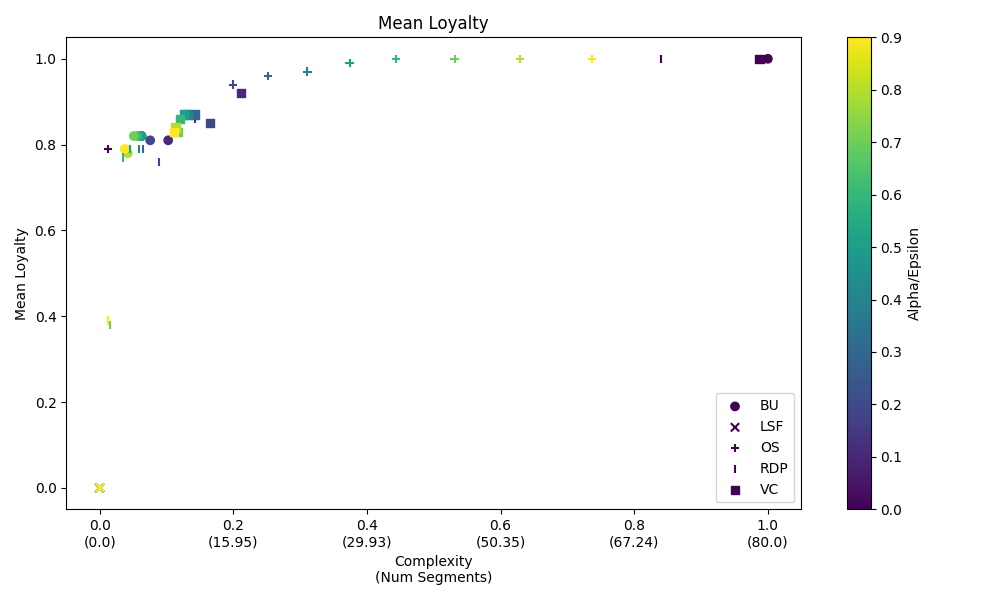 Mean Loyalty
Mean Loyalty
1.0
0.8
0.6
0.4
0.2
0.0
0.0 0.2 0.4 0.6 0.8 1.0
(0.0) (15.95) (29.93) (50.35) (67.24) (80.0)
Complexity
(Num Segments)
BU
LSF
OS
RDP
VC
0.9
0.8
0.7
0.6
0.5
0.4
0.3
0.2
0.1
0.0
Alpha/Epsilon